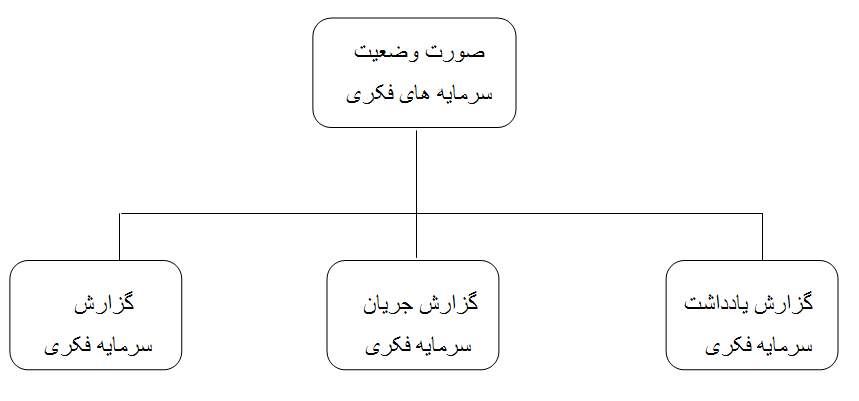 صورت وضعیت
سرمایه های فکری
گزارش یادداشت
سرمایه فکری
گزارش جریان
سرمایه فکری
گزارش
سرمایه فکری